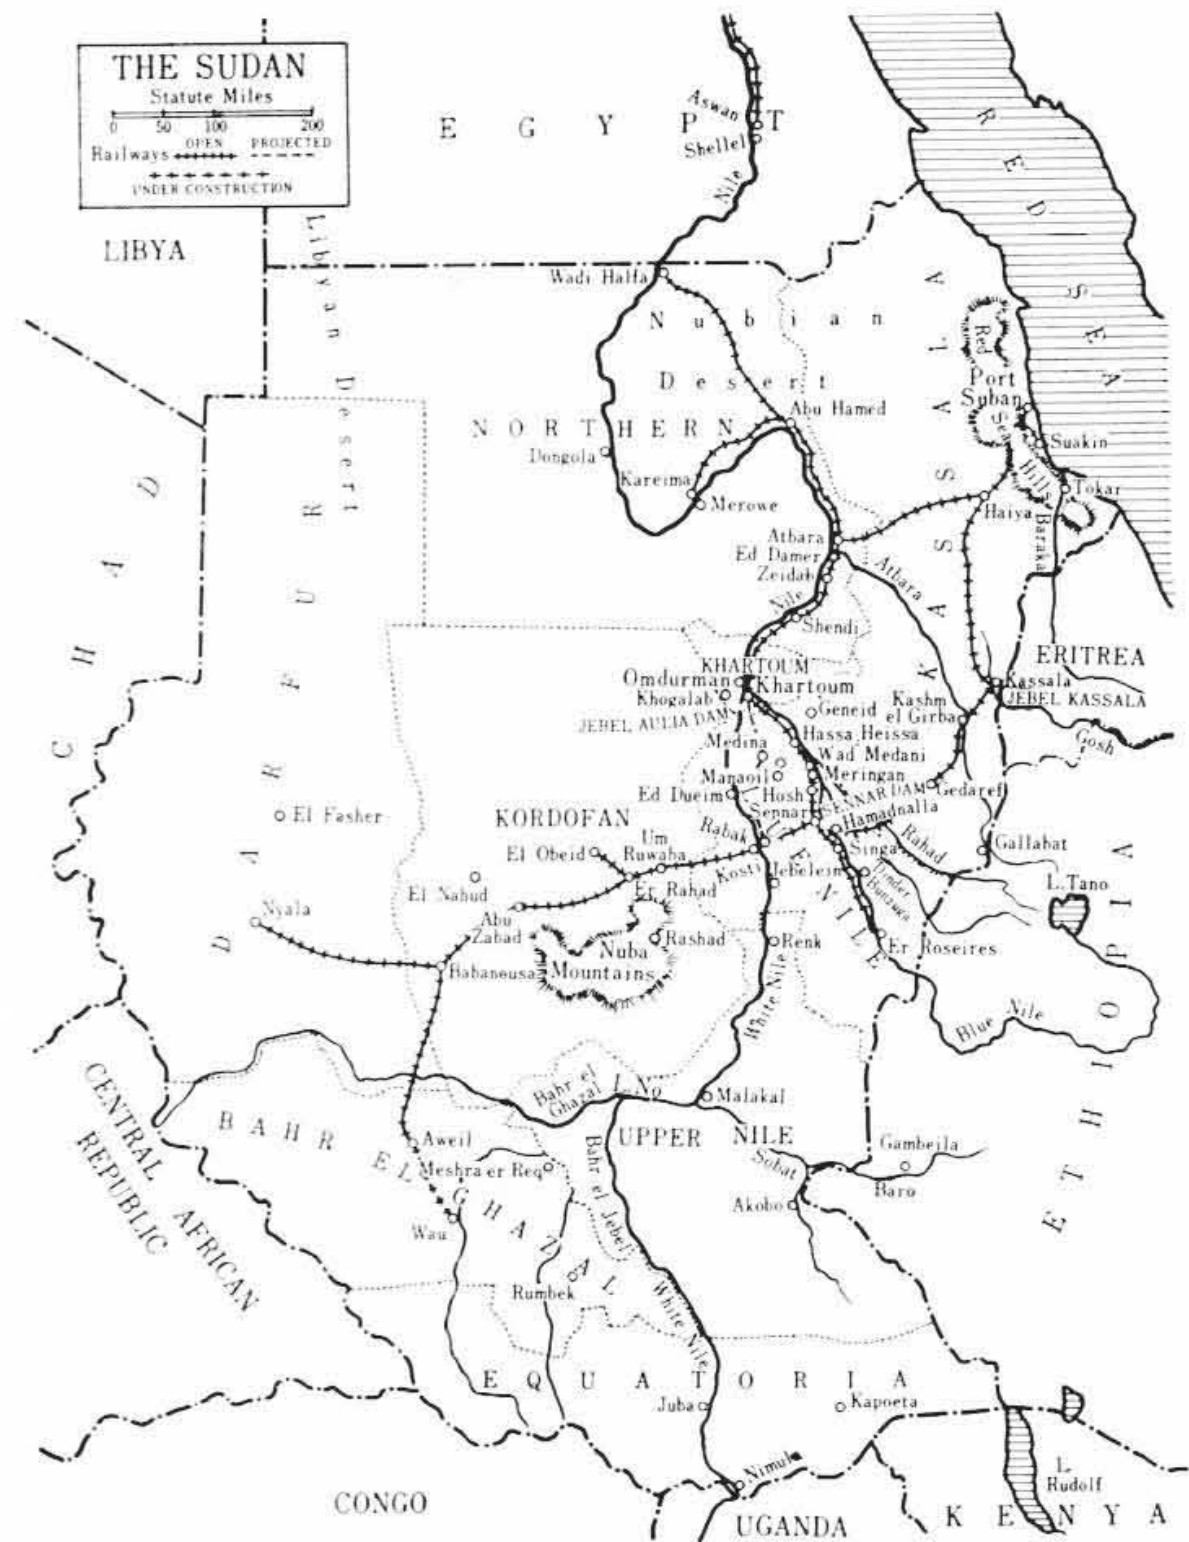 THE SUDAN
Statute Miles
0 50 100 200
OPEN PROJECTED
Railways
UNDER CONSTRUCTION
EGYPT
Aswan
Shellel
Nile
RED SEA
LIBYA
Libyan Desert
Wadi Halfa
Nubian
Desert
Abu Hamed
NORTHERN
Dongola
Kareima
Merowe
KASSALA
Red
Sea
Hills
Port
Suban
Suakin
Tokar
Haiya
Baraka
Atbara
Ed Damer
Zeidab
Atbara
Nile
Shendi
CHAD
DARFUR
KHARTOUM
Omdurman
Khartoum
Khogalab
JEBEL AULIA DAM
Geneid
Kashm
el Girba
ERITREA
Kassala
JEBEL KASSALA
Gosh
Hassa Heissa
Medina
Wad Medani
Manaoil
Meringan
Ed Dueim
Hosh
Sennar
SENNAR DAM
Gedaref
Hamadnalla
El Fasher
KORDOFAN
Um
Ruwaba
El Obeid
Rabak
Kosti
Jebelein
Singa
Rahad
Gallabat
Dinder
L. Tano
BLUE NILE
El Nahud
Er Rahad
Nyala
Abu
Zabad
Rashad
Renk
Er Roseires
Babanousa
Nuba
Mountains
White Nile
Blue Nile
ETHIOPIA
CENTRAL AFRICAN
REPUBLIC
Bahr el
Ghazal
L. No
Malakal
BAHR EL GHAZAL
UPPER NILE
Aweil
Meshra er Req
Bahr el Jebel
Sobat
Gambeila
Baro
Akobo
Wau
Rumbek
White Nile
EQUATORIA
Juba
Kapoeta
Nimule
L.
Rudolf
CONGO
UGANDA
KENYA